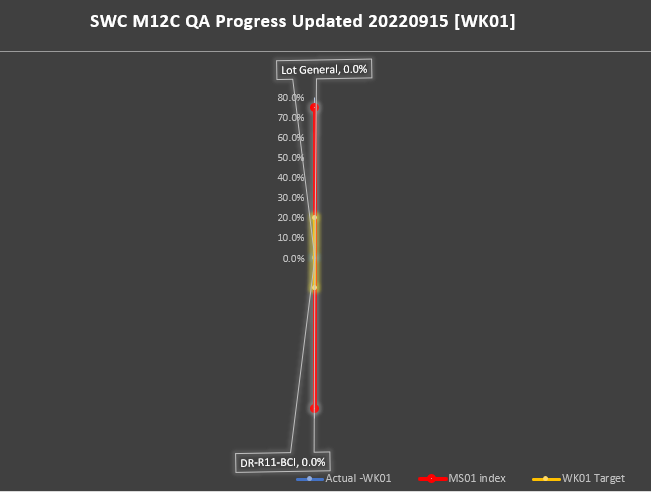 SWC M12C QA Progress Updated 20220915 [WK01]
Lot General, 0.0%
80.0%
70.0%
60.0%
50.0%
40.0%
30.0%
20.0%
10.0%
0.0%
DR-R11-BCI, 0.0%
Actual -WK01
MS01 index
WK01 Target